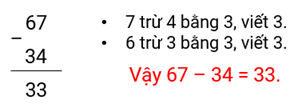 67
−
34
33
• 7 trừ 4 bằng 3, viết 3.
• 6 trừ 3 bằng 3, viết 3.
Vậy 67 – 34 = 33.